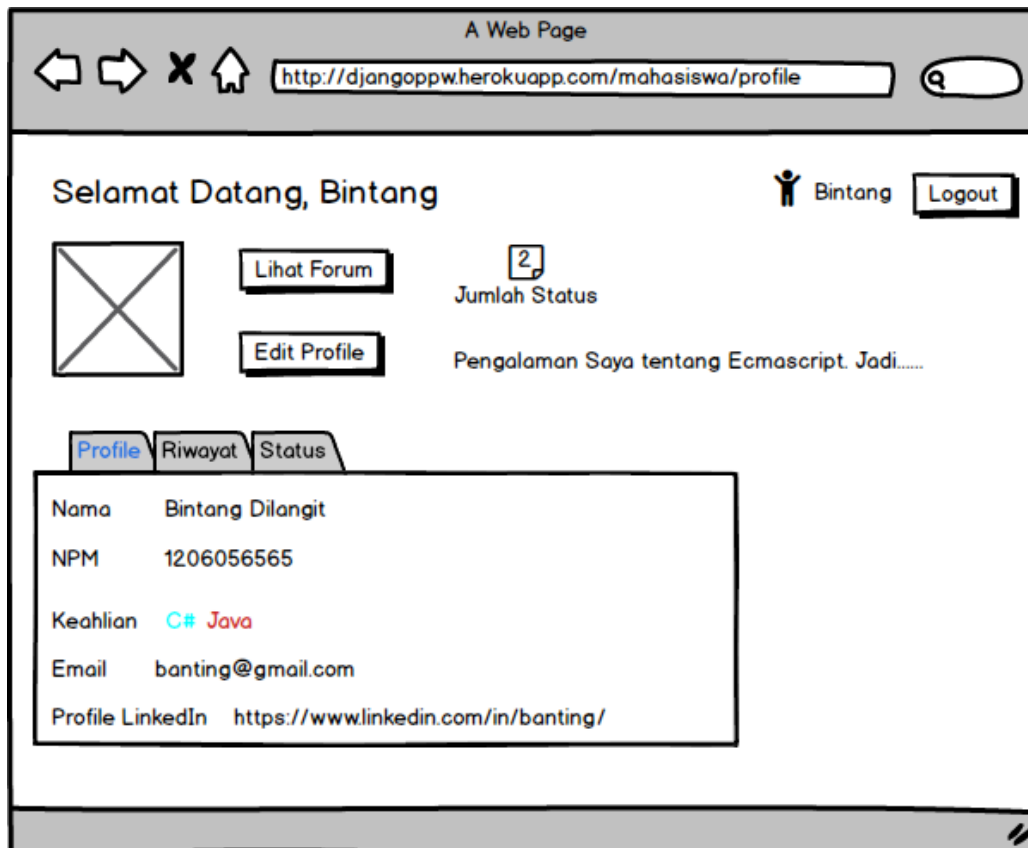 A Web Page
http://djangoppw.herokuapp.com/mahasiswa/profile
Selamat Datang, Bintang
Bintang
Logout
Lihat Forum
2
Jumlah Status
Edit Profile
Pengalaman Saya tentang Ecmascript. Jadi......
Profile Riwayat Status
Nama Bintang Dilangit
NPM 1206056565
Keahlian C# Java
Email banting@gmail.com
Profile LinkedIn https://www.linkedin.com/in/banting/